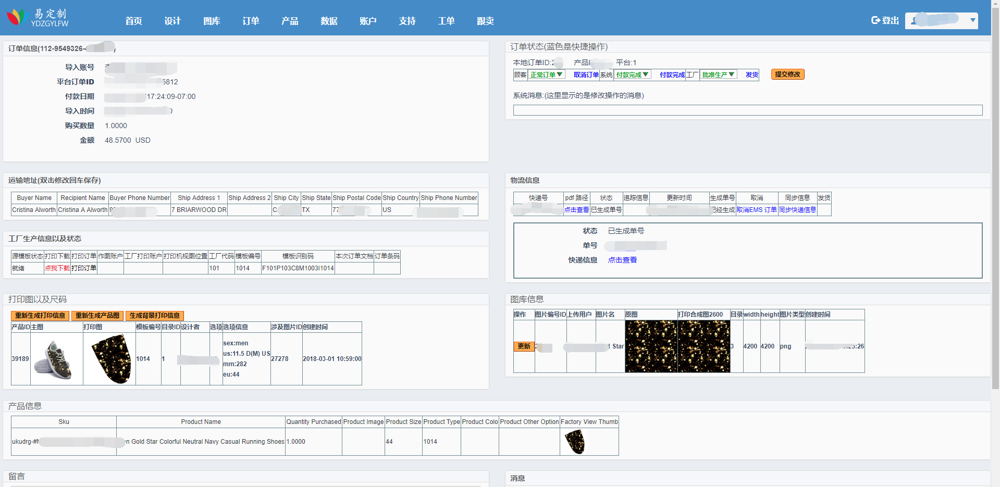 易定制
YDZGYLFW
首页 设计 图库 订单 产品 数据 账户 支持 工单 跟卖
登出
订单信息(112-9549326-
导入账号
平台订单ID 5812
付款日期 17:24:09-07:00
导入时间
购买数量 1.0000
金额 48.5700 USD
订单状态(蓝色是快捷操作)
本地订单ID:2 产品I 平台:1
顾客 正常订单▼ 取消订单 系统 付款完成▼ 付款完成 工厂 批准生产▼ 发货 提交修改
系统消息:(这里显示的是修改操作的消息)
运输地址(双击修改回车保存)
Buyer Name Recipient Name Buyer Phone Number Ship Address 1 Ship Address 2 Ship City Ship State Ship Postal Code Ship Country Ship Phone Number
Cristina Alworth Cristina A Alworth 7 BRIARWOOD DR C TX 77 US
物流信息
快递号 pdf 路径 状态 追踪信息 更新时间 生成单号 取消 同步信息 发货
点击查看 已生成单号 已经生成 取消EMS 订单 同步快递信息
状态 已生成单号
单号
快递信息 点击查看
工厂生产信息以及状态
源模板状态 打印下载 打印订单 作图账户 工厂打印账户 打印机视图位置 工厂代码 模板编号 模板识别码 本次订单文档 订单条码
就绪 点我下载 打印订单 101 1014 F101P103C8M1003I1014
打印图以及尺码
重新生成打印信息 重新生成产品图 生成背景打印信息
产品ID 主图 打印图 模板编号 目录ID 设计者 选项 选项信息 涉及图片ID 创建时间
39189 1014 1 sex:men
us:11.5 D(M) US
mm:282
eu:44
27278 2018-03-01 10:59:00
图库信息
操作 图片编号ID 上传用户 图片名 原图 打印合成图2600 目录 width height 图片类型 创建时间
更新 2 Star 3 4200 4200 png :26
产品信息
Sku Product Name Quantity Purchased Product Image Product Size Product Type Product Colo Product Other Option Factory View Thumb
ukudrg-# n Gold Star Colorful Neutral Navy Casual Running Shoes 1.0000 44 1014
留言
消息